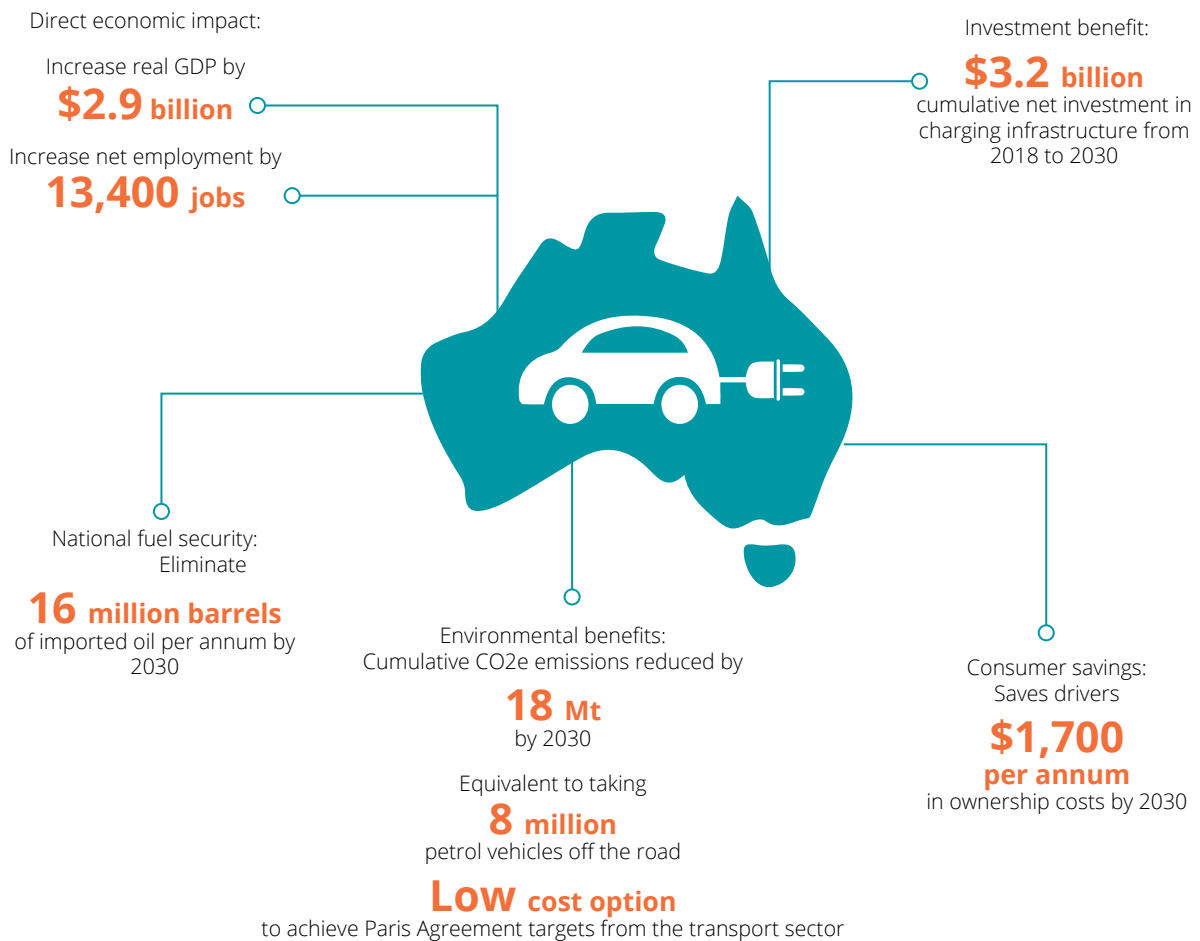 Direct economic impact:
Increase real GDP by
$2.9 billion
Increase net employment by
13,400 jobs
Investment benefit:
$3.2 billion
cumulative net investment in
charging infrastructure from
2018 to 2030
National fuel security:
Eliminate
16 million barrels
of imported oil per annum by
2030
Environmental benefits:
Cumulative CO2e emissions reduced by
18 Mt
by 2030
Equivalent to taking
8 million
petrol vehicles off the road
Low cost option
to achieve Paris Agreement targets from the transport sector
Consumer savings:
Saves drivers
$1,700
per annum
in ownership costs by 2030